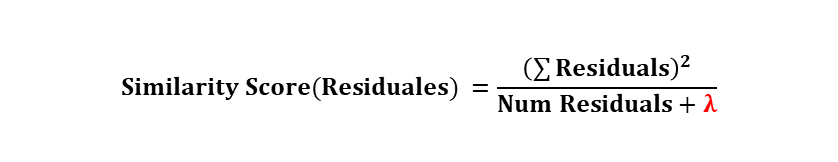 Similarity Score(Residuales) = (∑ Residuals)² / Num Residuals + λ